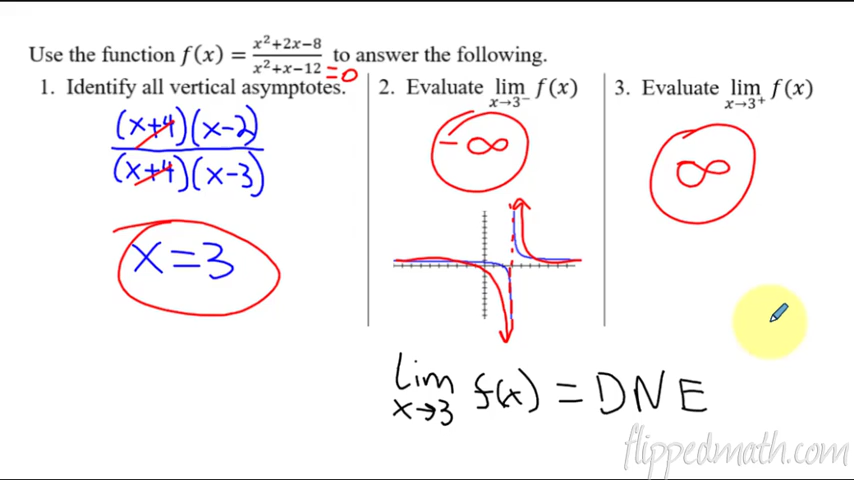 Use the function f(x) = (x²+2x−8)/(x²+x−12) to answer the following.
=0
1. Identify all vertical asymptotes.
(x+4)(x−2)
(x+4)(x−3)
x=3
2. Evaluate lim x→3⁻ f(x)
−∞
3. Evaluate lim x→3⁺ f(x)
∞
lim x→3 f(x) = DNE
flippedmath.com